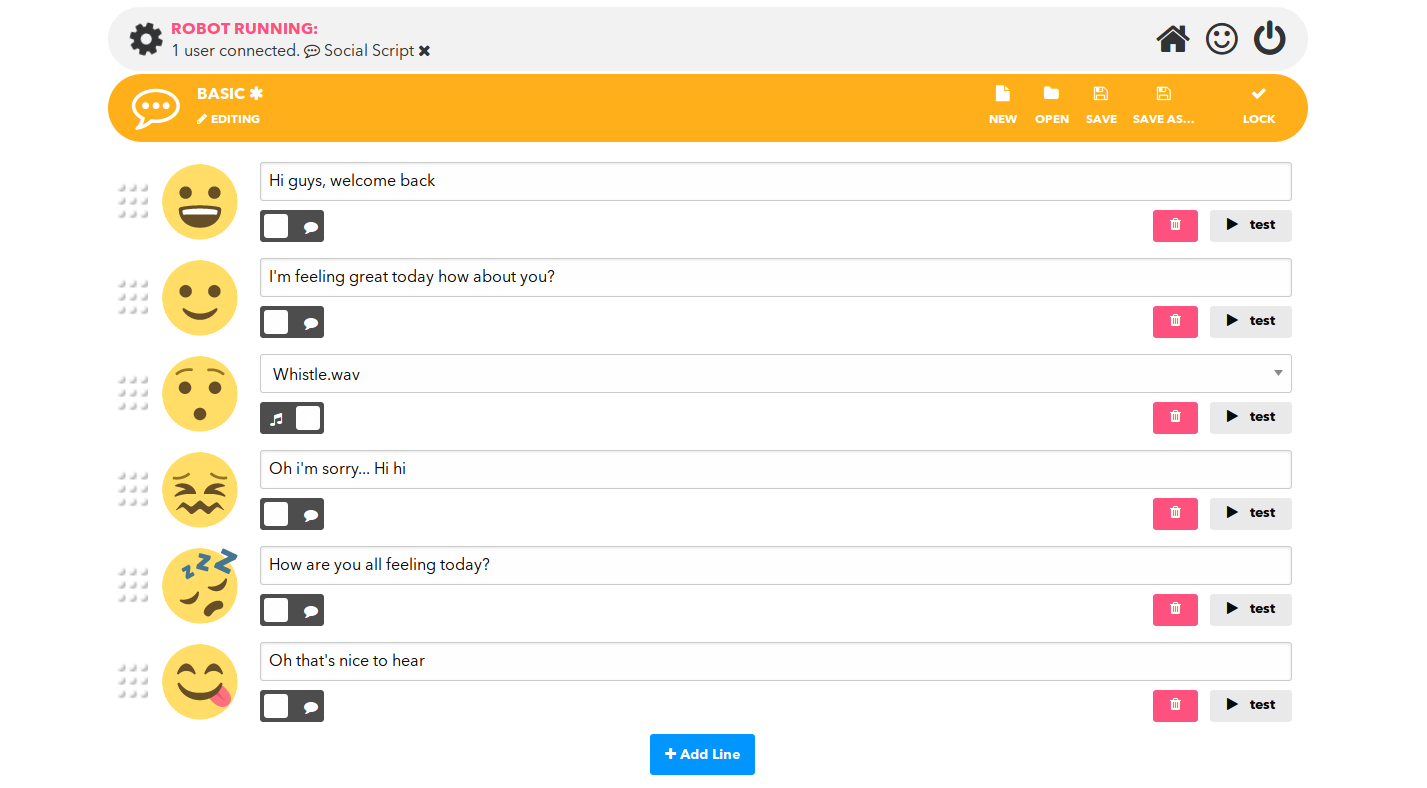 ROBOT RUNNING:
1 user connected. Social Script
BASIC ✱
EDITING
NEW OPEN SAVE SAVE AS... LOCK
Hi guys, welcome back
test
I'm feeling great today how about you?
test
Whistle.wav
test
Oh i'm sorry... Hi hi
test
zzz
How are you all feeling today?
test
Oh that's nice to hear
test
+ Add Line